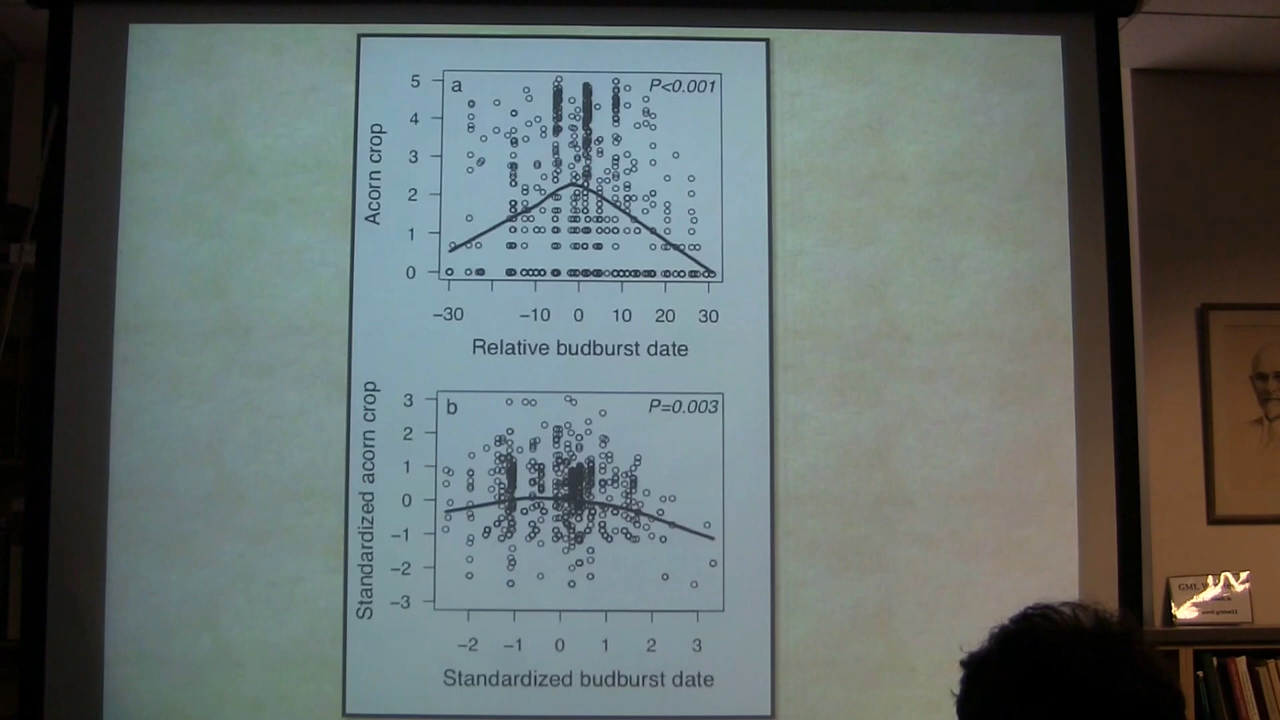 a
P<0.001
Acorn crop
5
4
3
2
1
0
−30 −10 0 10 20 30
Relative budburst date
b
P=0.003
Standardized acorn crop
3
2
1
0
−1
−2
−3
−2 −1 0 1 2 3
Standardized budburst date
GML